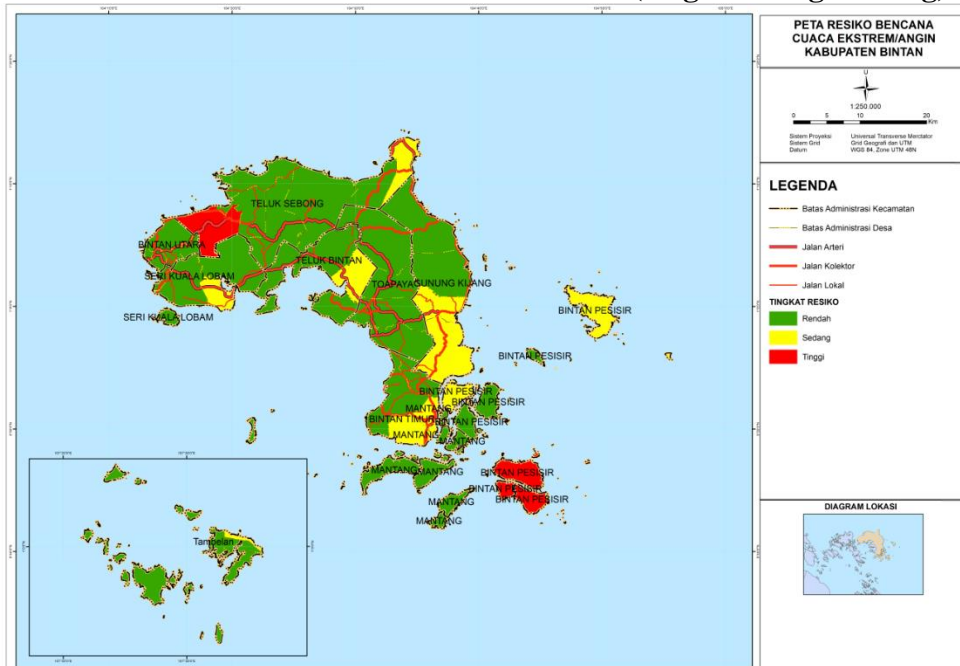 PETA RESIKO BENCANA
CUACA EKSTREM/ANGIN
KABUPATEN BINTAN
U
1:250.000
0 5 10 20
Km
Sistem Proyeksi Universal Transverse Mercator
Sistem Grid Grid Geografi dan UTM
Datum WGS 84, Zone UTM 48N
LEGENDA
Batas Administrasi Kecamatan
Batas Administrasi Desa
Jalan Arteri
Jalan Kolektor
Jalan Lokal
TINGKAT RESIKO
Rendah
Sedang
Tinggi
DIAGRAM LOKASI
TELUK SEBONG
BINTAN UTARA
TELUK BINTAN
SERI KUALA LOBAM
TOAPAYA
GUNUNG KIJANG
SERI KUALA LOBAM
BINTAN PESISIR
BINTAN PESISIR
BINTAN PESISIR
BINTAN PESISIR
MANTANG
BINTAN TIMUR
BINTAN PESISIR
MANTANG
MANTANG
MANTANG
MANTANG
BINTAN PESISIR
BINTAN PESISIR
BINTAN PESISIR
MANTANG
MANTANG
Tambelan